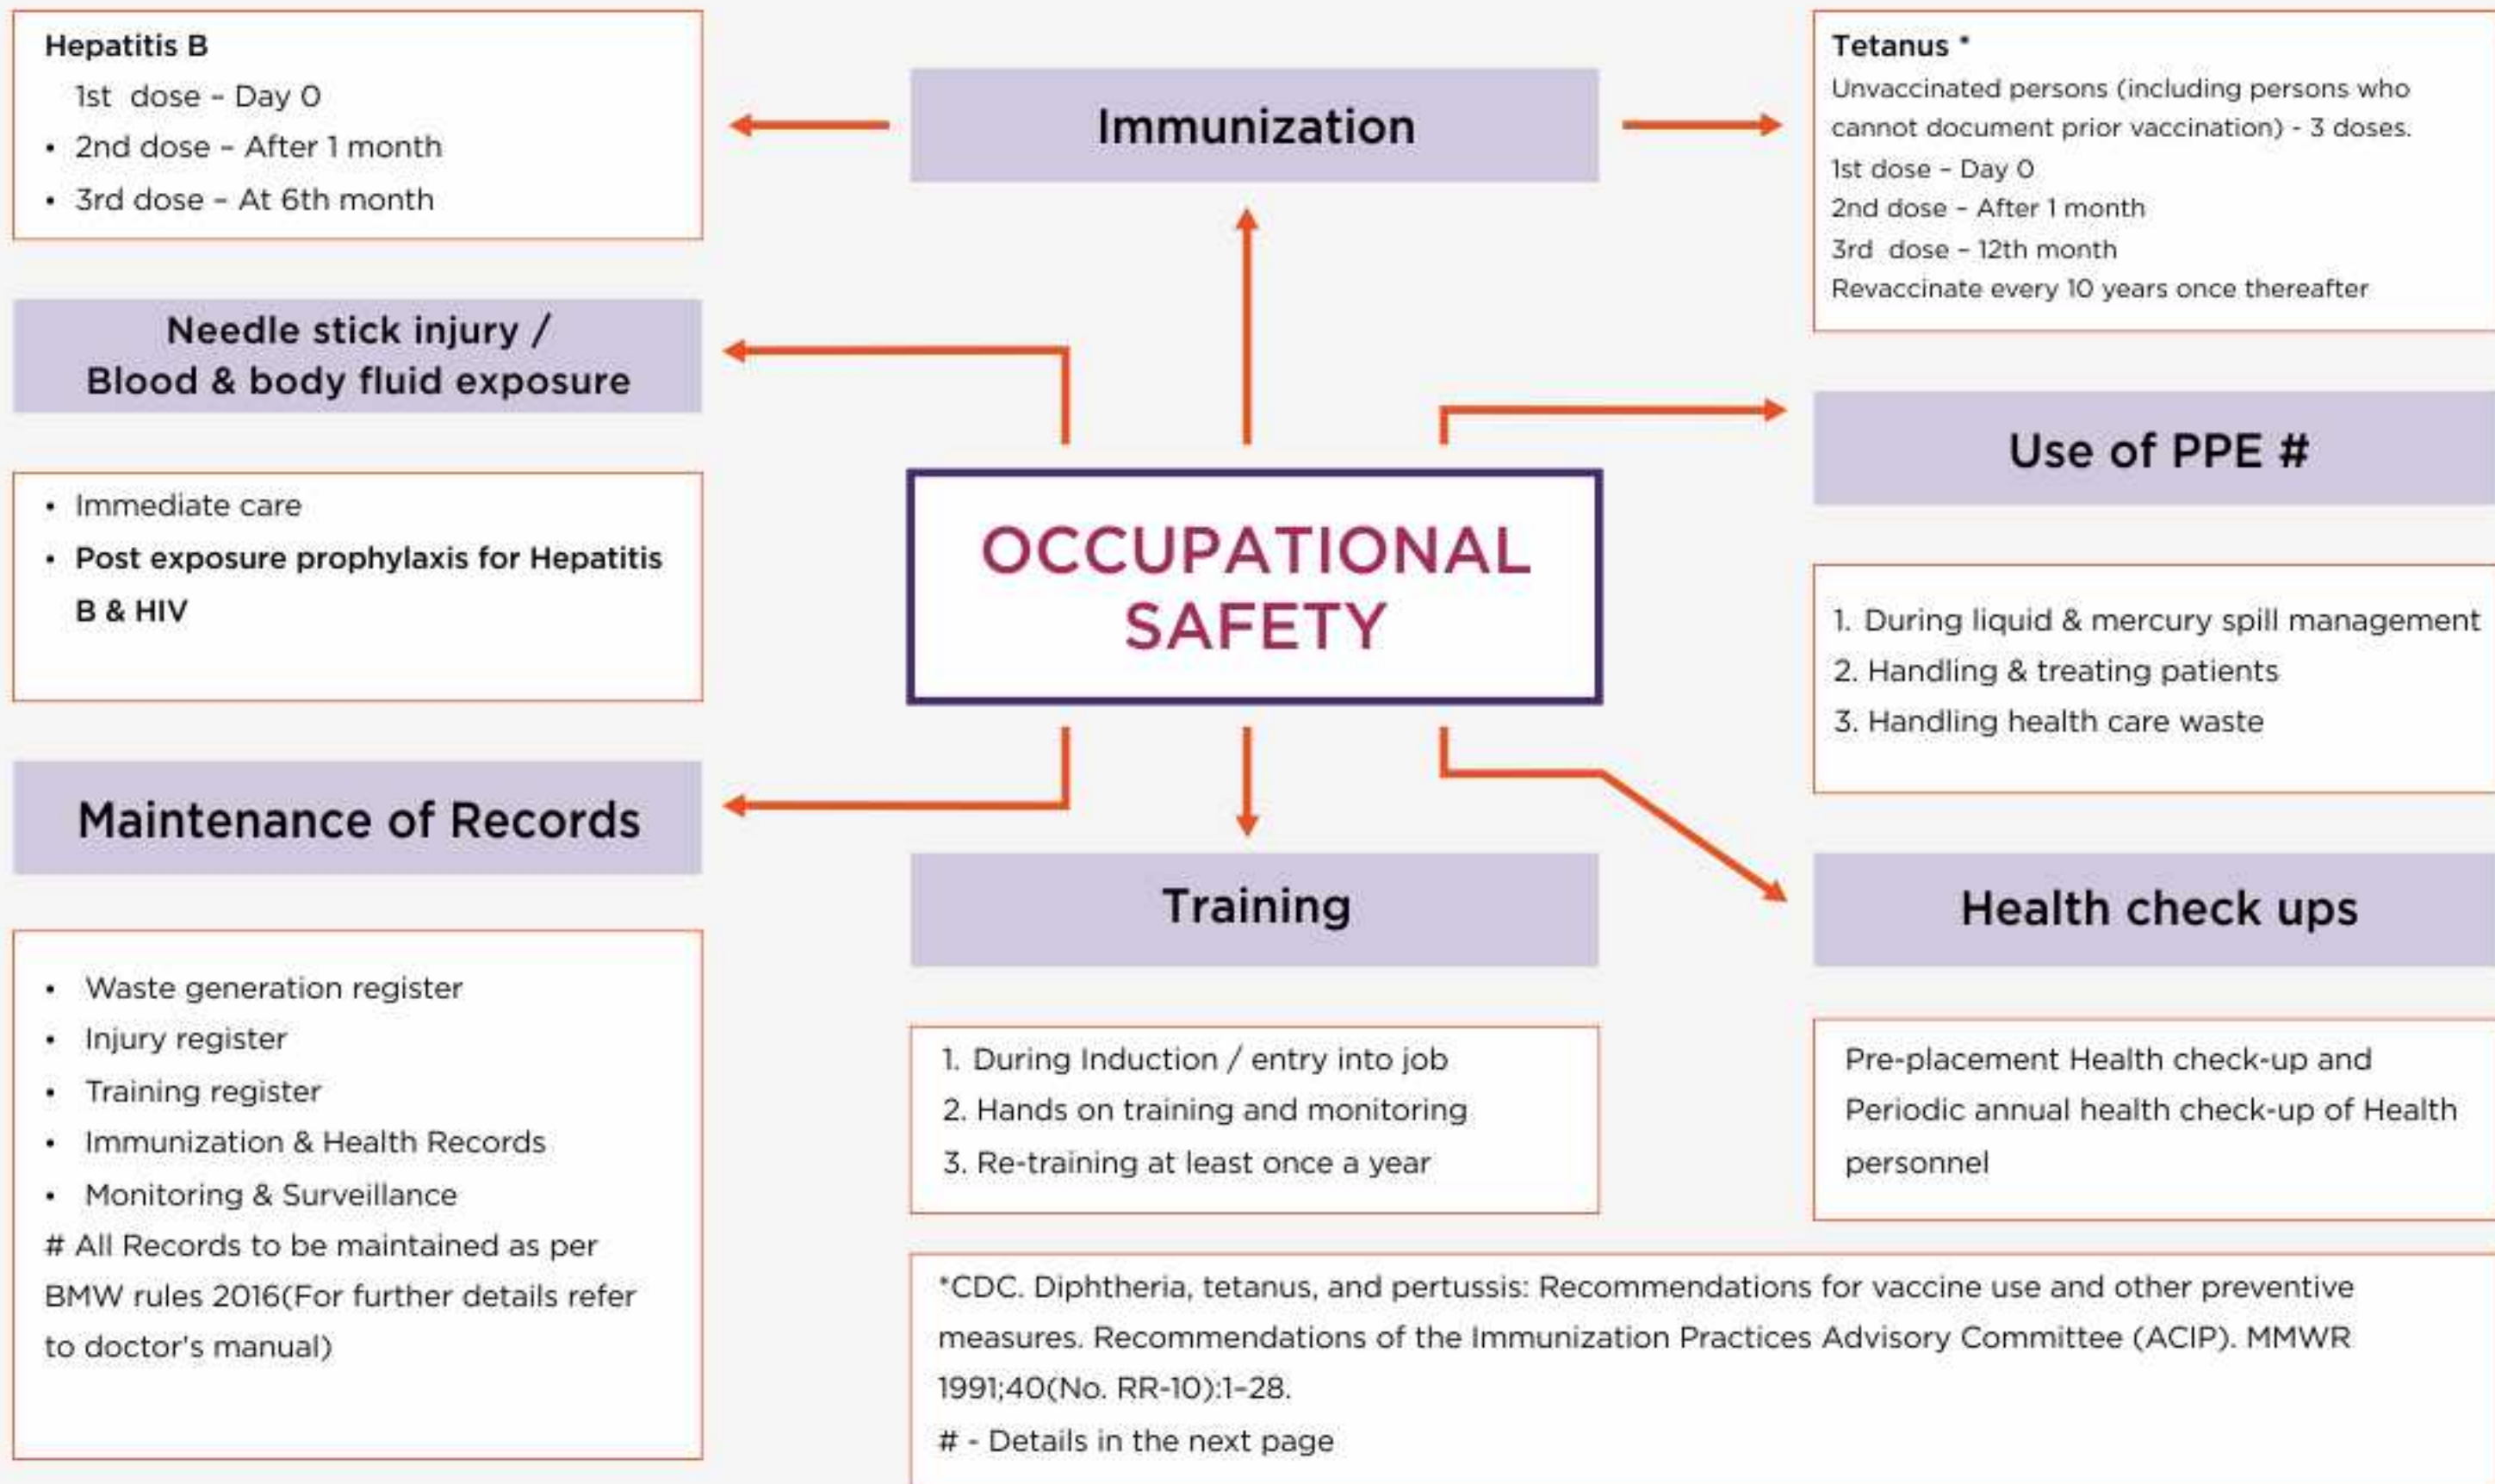 Hepatitis B
1st dose – Day 0
• 2nd dose – After 1 month
• 3rd dose – At 6th month
Immunization
Tetanus *
Unvaccinated persons (including persons who
cannot document prior vaccination) - 3 doses.
1st dose – Day 0
2nd dose – After 1 month
3rd dose – 12th month
Revaccinate every 10 years once thereafter
Needle stick injury /
Blood & body fluid exposure
• Immediate care
• Post exposure prophylaxis for Hepatitis
B & HIV
OCCUPATIONAL
SAFETY
Use of PPE #
1. During liquid & mercury spill management
2. Handling & treating patients
3. Handling health care waste
Maintenance of Records
• Waste generation register
• Injury register
• Training register
• Immunization & Health Records
• Monitoring & Surveillance
# All Records to be maintained as per
BMW rules 2016(For further details refer
to doctor's manual)
Training
1. During Induction / entry into job
2. Hands on training and monitoring
3. Re-training at least once a year
Health check ups
Pre-placement Health check-up and
Periodic annual health check-up of Health
personnel
*CDC. Diphtheria, tetanus, and pertussis: Recommendations for vaccine use and other preventive
measures. Recommendations of the Immunization Practices Advisory Committee (ACIP). MMWR
1991;40(No. RR-10):1–28.
# - Details in the next page